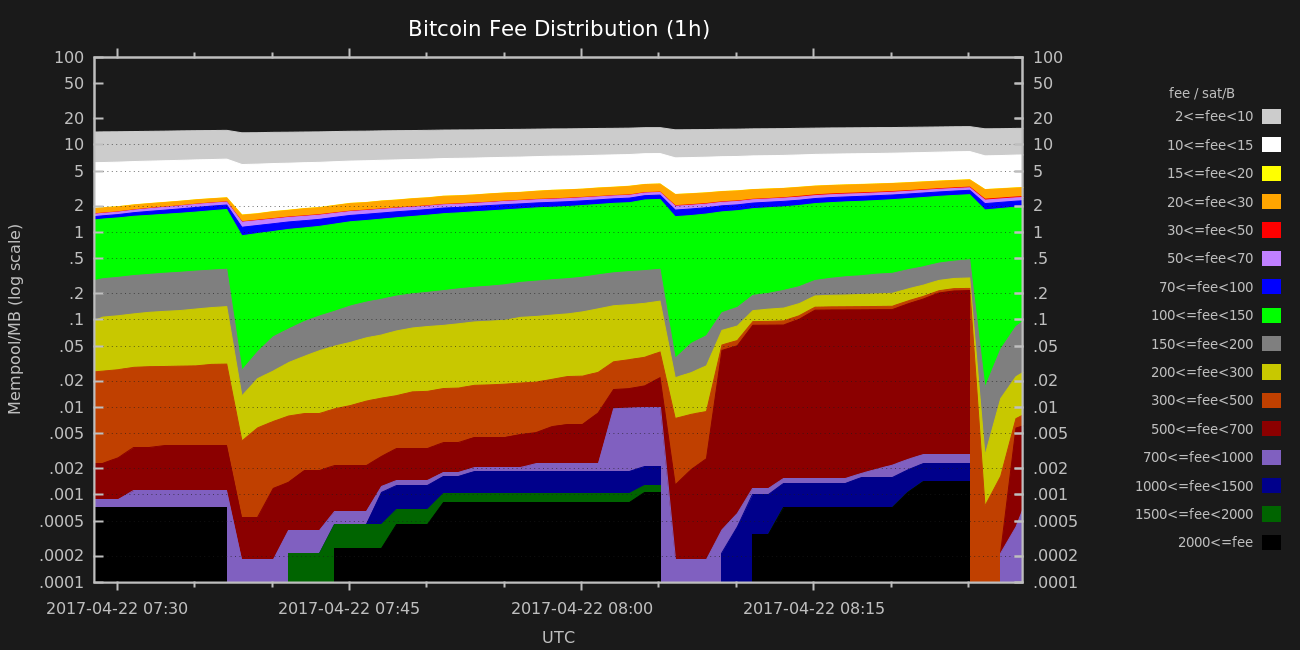 Bitcoin Fee Distribution (1h)
100 100
50 50
20 20
10 10
5 5
2 2
1 1
.5 .5
.2 .2
.1 .1
.05 .05
.02 .02
.01 .01
.005 .005
.002 .002
.001 .001
.0005 .0005
.0002 .0002
.0001 .0001
Mempool/MB (log scale)
2017-04-22 07:30 2017-04-22 07:45 2017-04-22 08:00 2017-04-22 08:15
UTC
fee / sat/B
2<=fee<10
10<=fee<15
15<=fee<20
20<=fee<30
30<=fee<50
50<=fee<70
70<=fee<100
100<=fee<150
150<=fee<200
200<=fee<300
300<=fee<500
500<=fee<700
700<=fee<1000
1000<=fee<1500
1500<=fee<2000
2000<=fee